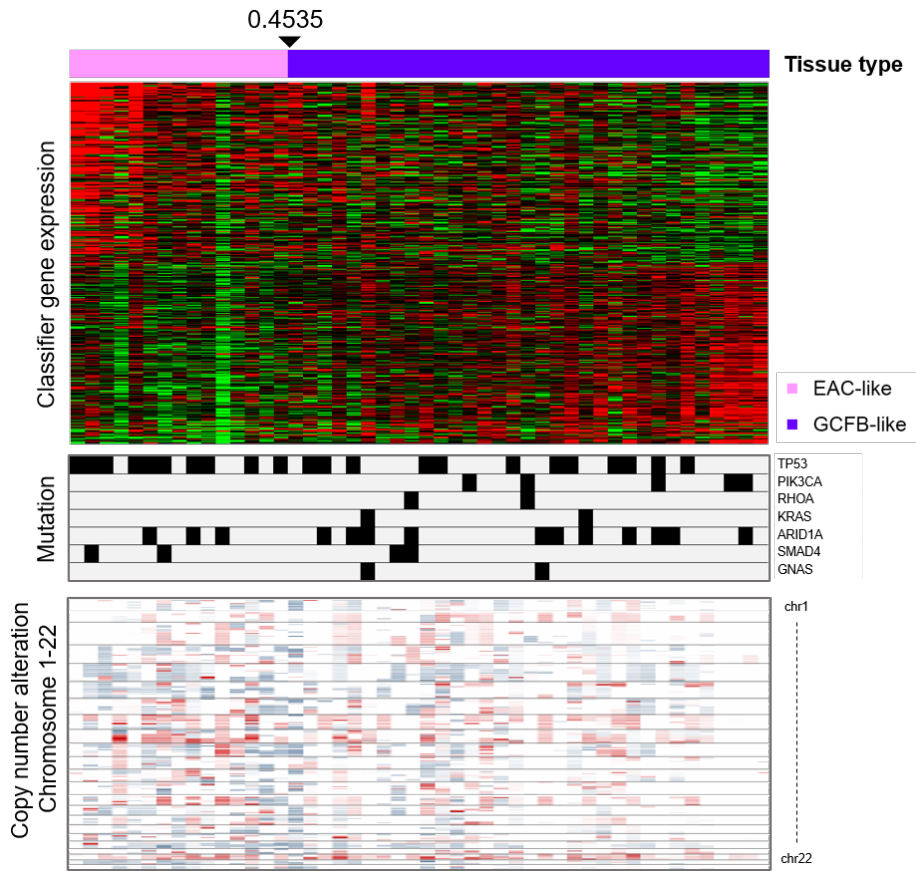 0.4535
Tissue type
Classifier gene expression
EAC-like
GCFB-like
Mutation
TP53
PIK3CA
RHOA
KRAS
ARID1A
SMAD4
GNAS
Copy number alteration
Chromosome 1-22
chr1
chr22